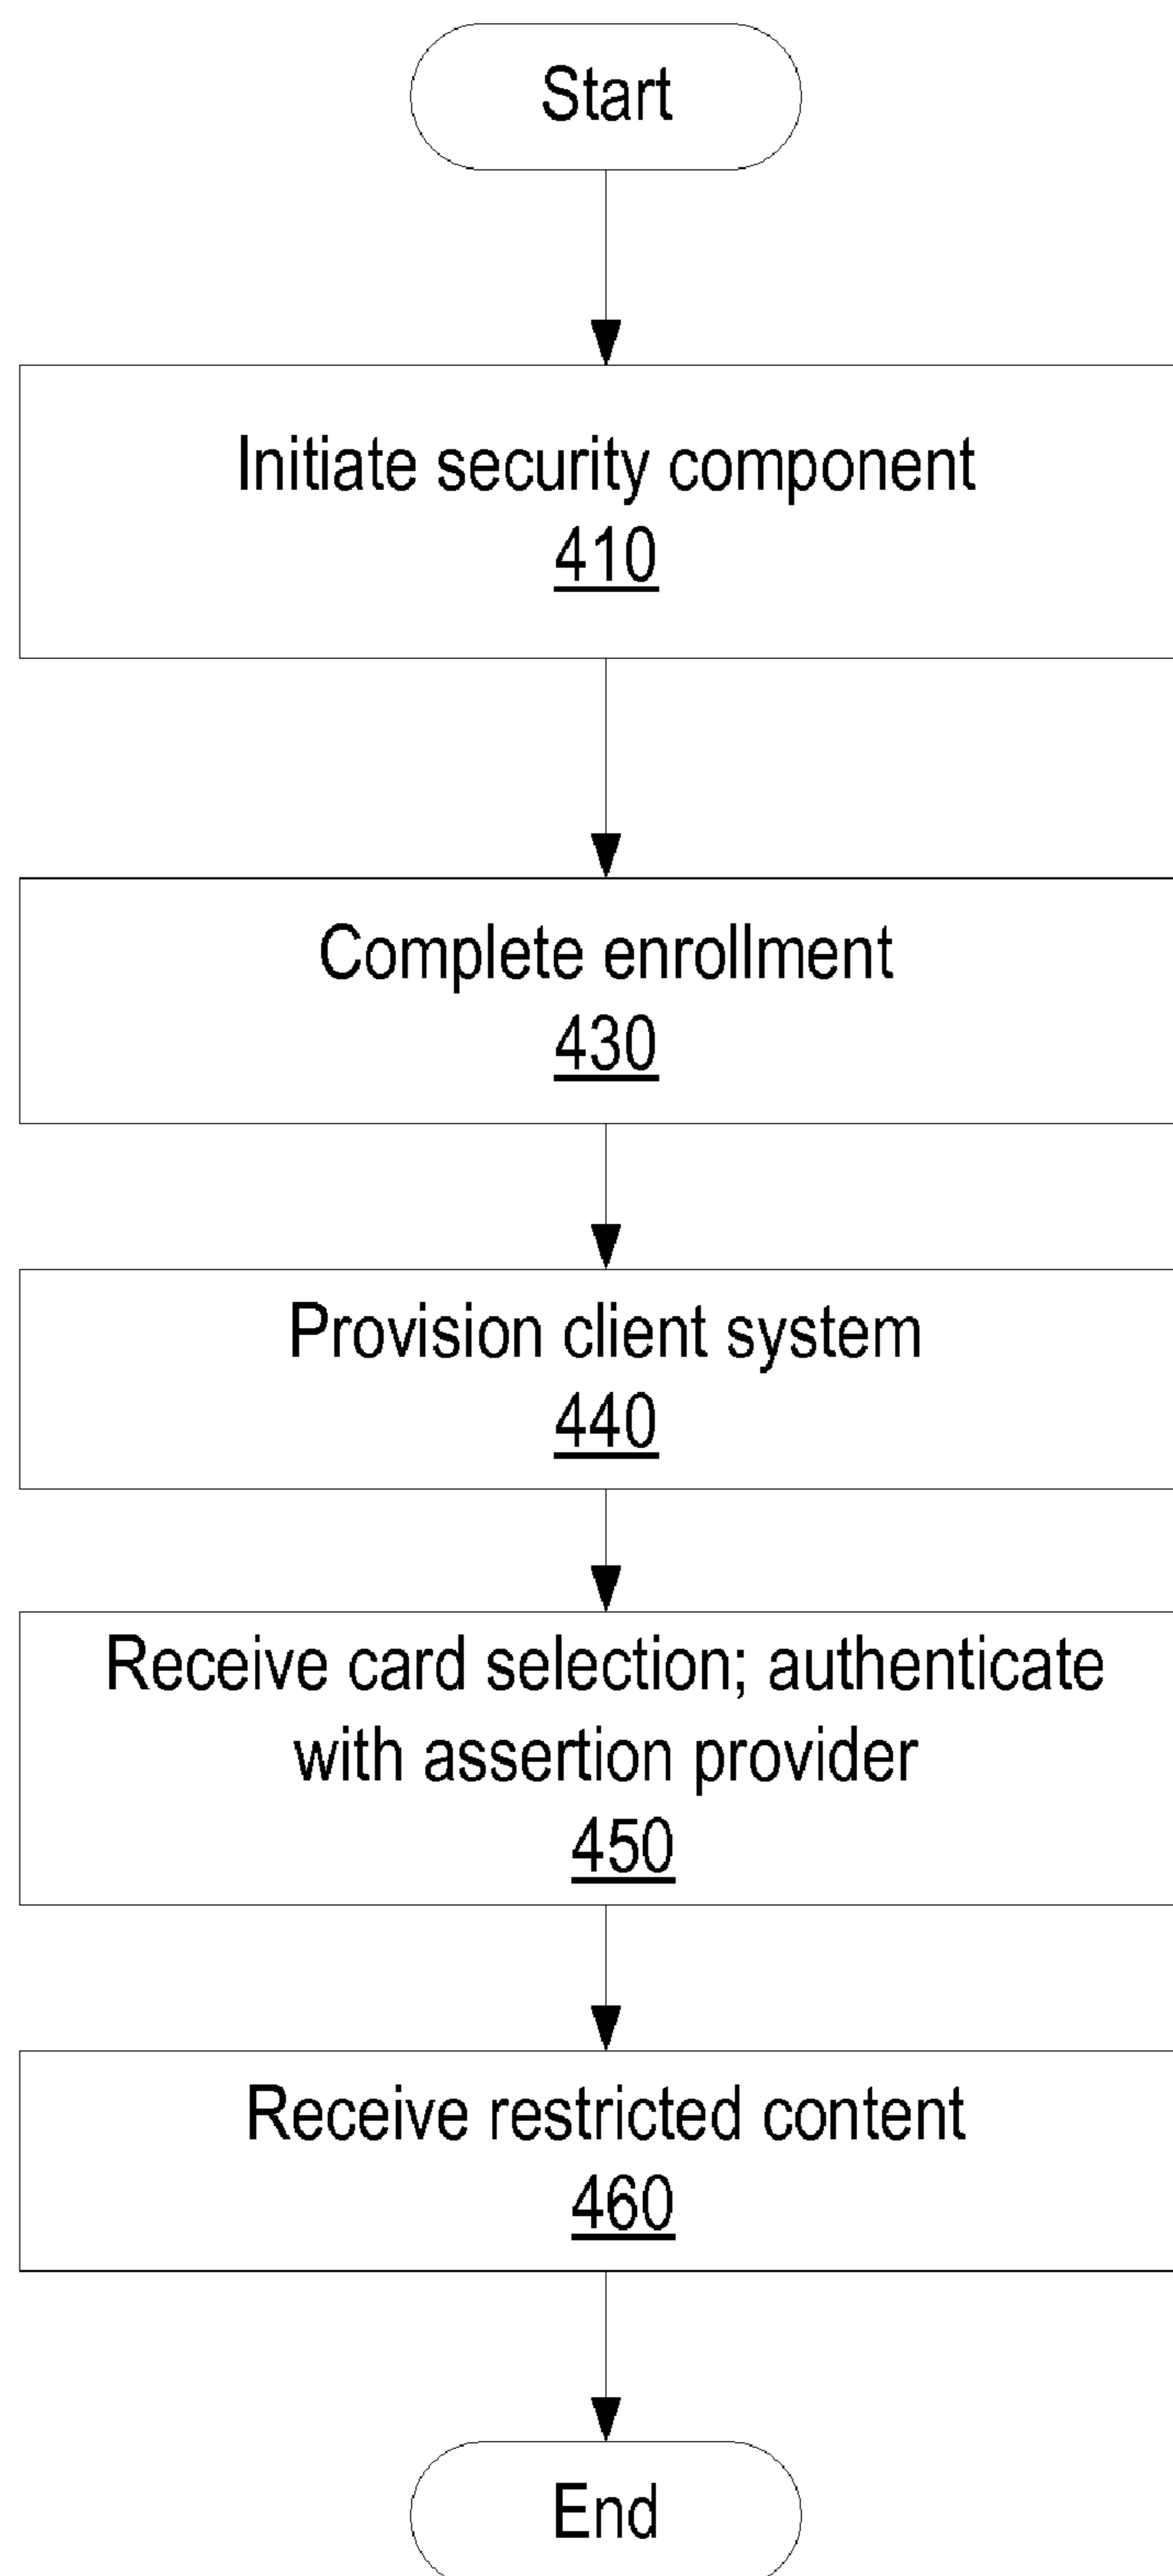 Start
Initiate security component
410
Complete enrollment
430
Provision client system
440
Receive card selection; authenticate
with assertion provider
450
Receive restricted content
460
End